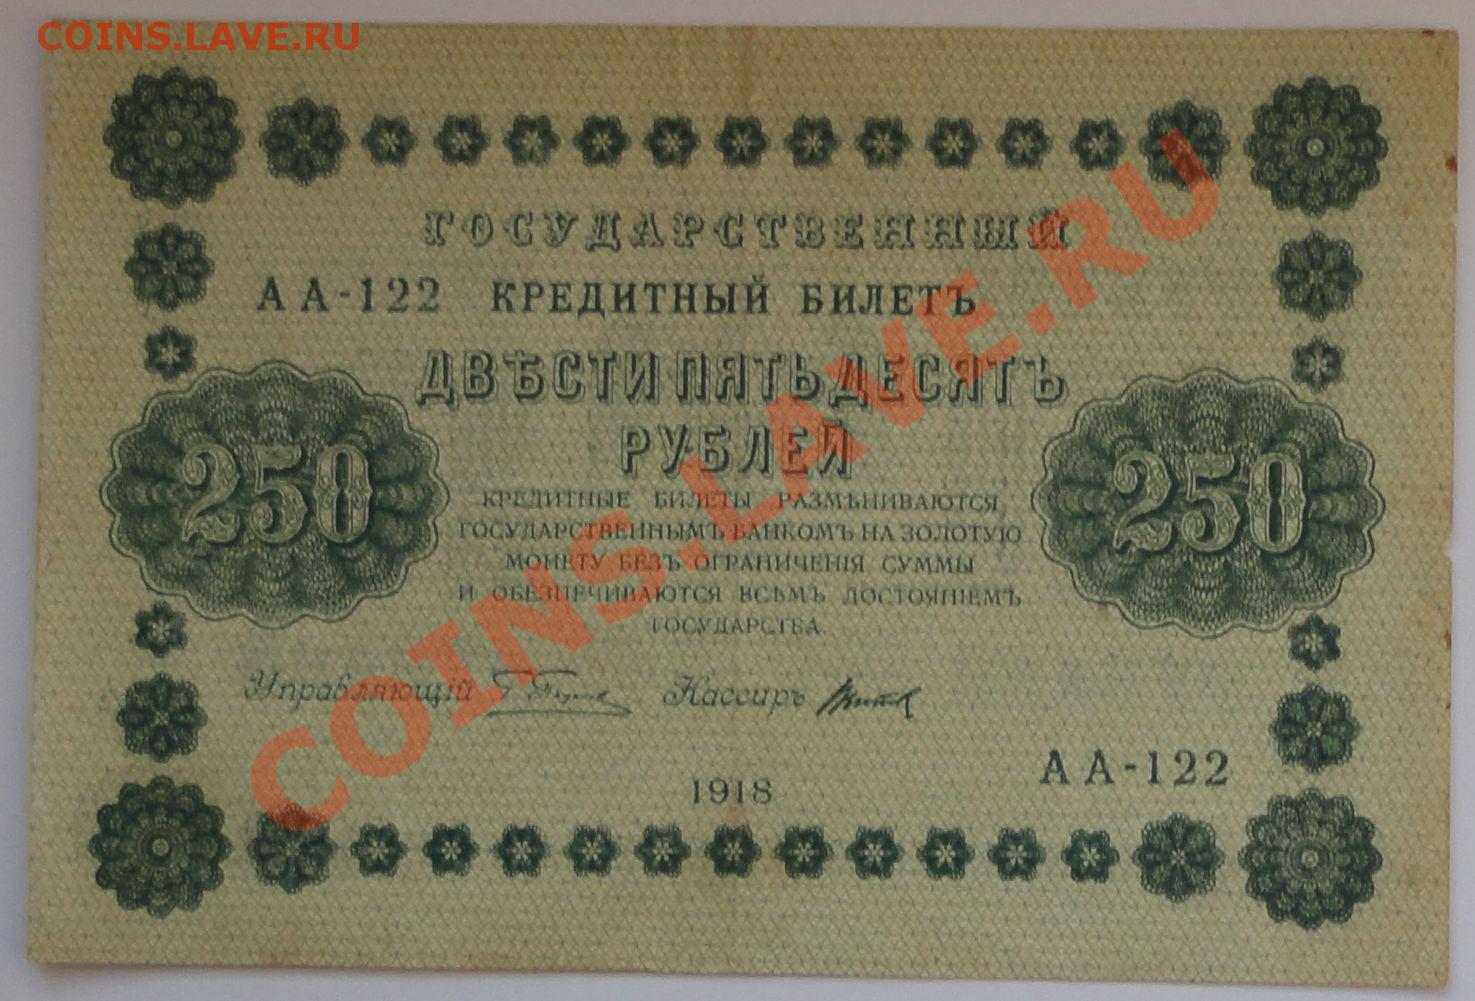 COINS.LAVE.RU
ГОСУДАРСТВЕННЫЙ
АА-122 КРЕДИТНЫЙ БИЛЕТЪ
ДВѢСТИ ПЯТЬДЕСЯТЪ
РУБЛЕЙ
250
250
КРЕДИТНЫЕ БИЛЕТЫ РАЗМѢНИВАЮТСЯ
ГОСУДАРСТВЕННЫМЪ БАНКОМЪ НА ЗОЛОТУЮ
МОНЕТУ БЕЗЪ ОГРАНИЧЕНІЯ СУММЫ
И ОБЕЗПЕЧИВАЮТСЯ ВСѢМЪ ДОСТОЯНІЕМЪ
ГОСУДАРСТВА.
Управляющій Кассиръ
АА-122
1918
COINS.LAVE.RU